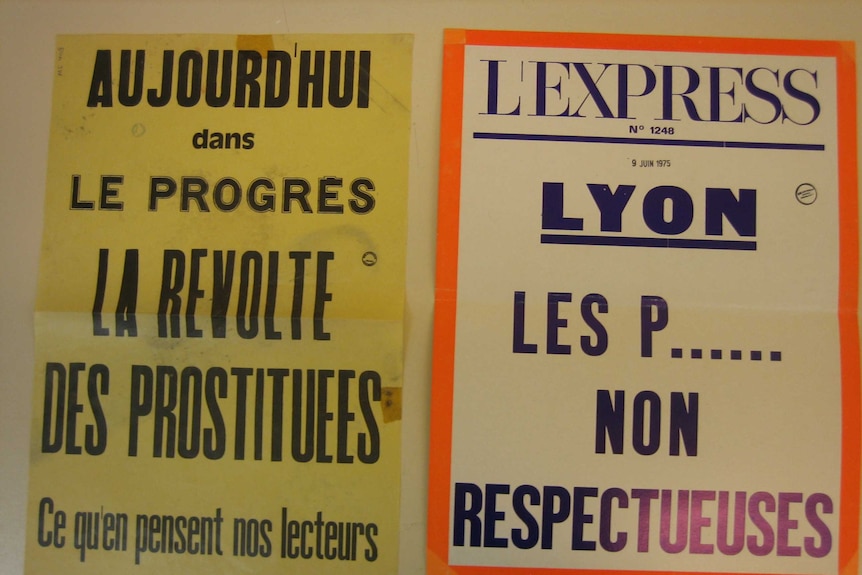 AUJOURD'HUI
dans
LE PROGRÈS
LA REVOLTE
DES PROSTITUEES
Ce qu'en pensent nos lecteurs
L'EXPRESS
N° 1248
9 JUIN 1975
LYON
LES P......
NON
RESPECTUEUSES